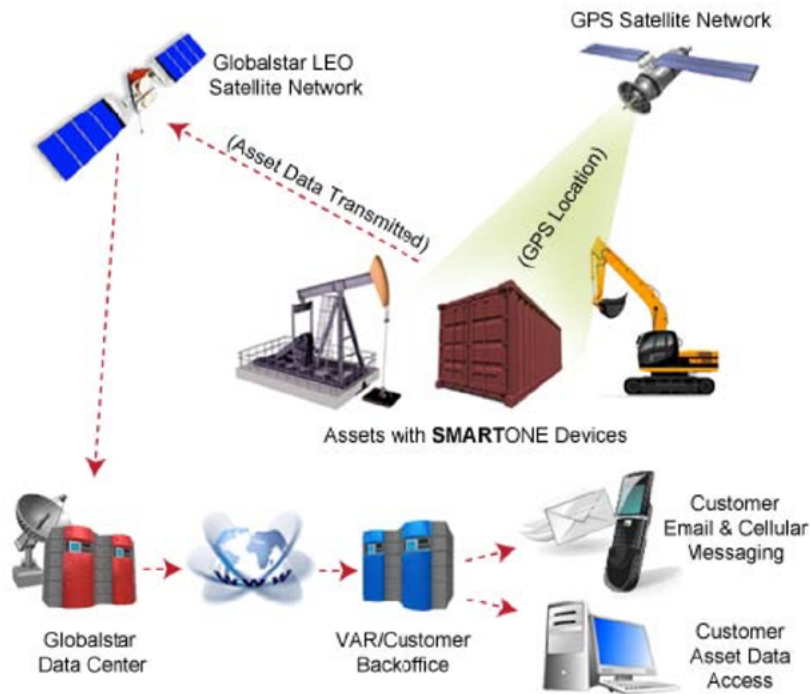 GPS Satellite Network
Globalstar LEO
Satellite Network
(Asset Data Transmitted)
(GPS Location)
Assets with SMARTONE Devices
Customer
Email & Cellular
Messaging
Globalstar
Data Center
VAR/Customer
Backoffice
Customer
Asset Data
Access